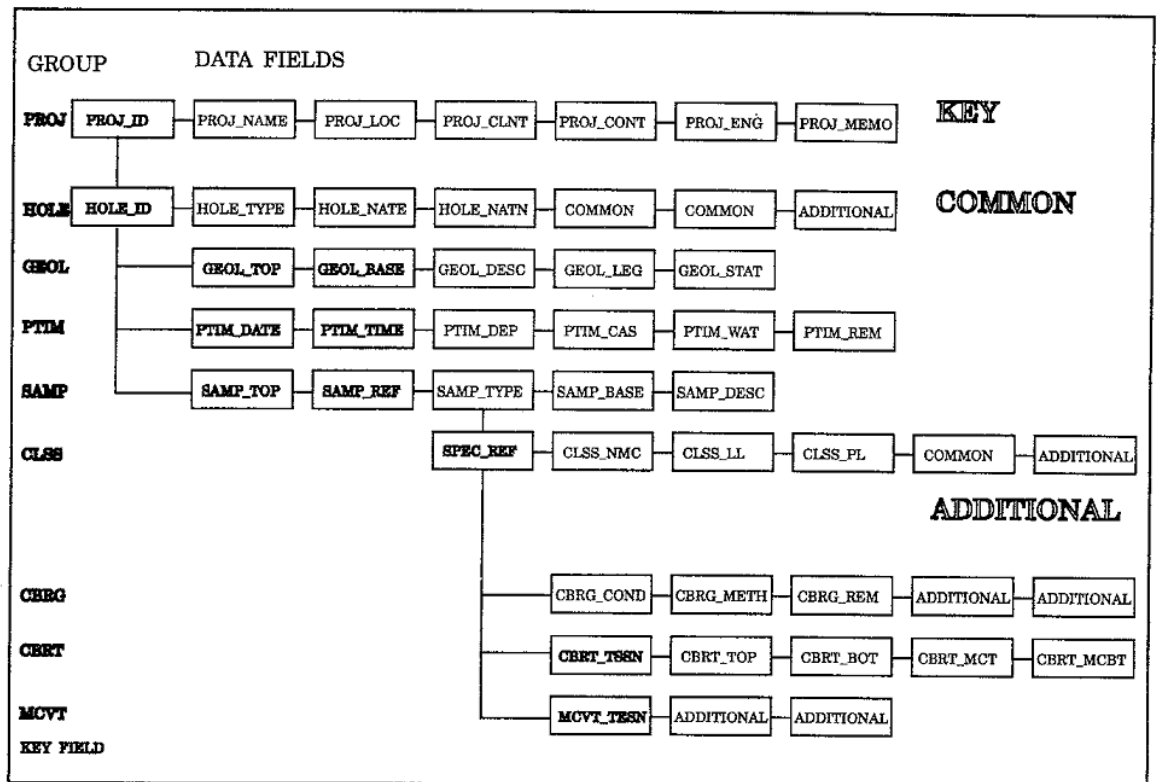 GROUP DATA FIELDS
PROJ PROJ_ID PROJ_NAME PROJ_LOC PROJ_CLNT PROJ_CONT PROJ_ENG PROJ_MEMO KEY
HOLE HOLE_ID HOLE_TYPE HOLE_NATE HOLE_NATN COMMON COMMON ADDITIONAL COMMON
GEOL GEOL_TOP GEOL_BASE GEOL_DESC GEOL_LEG GEOL_STAT
PTIM PTIM_DATE PTIM_TIME PTIM_DEP PTIM_CAS PTIM_WAT PTIM_REM
SAMP SAMP_TOP SAMP_REF SAMP_TYPE SAMP_BASE SAMP_DESC
CLSS SPEC_REF CLSS_NMC CLSS_LL CLSS_PL COMMON ADDITIONAL
ADDITIONAL
CBRG CBRG_COND CBRG_METH CBRG_REM ADDITIONAL ADDITIONAL
CBRT CBRT_TSSN CBRT_TOP CBRT_BOT CBRT_MCT CBRT_MCBT
MCVT MCVT_TESN ADDITIONAL ADDITIONAL
KEY FIELD